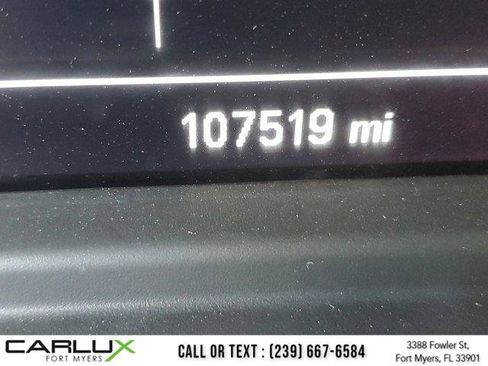 107519 mi
CARLUX
FORT MYERS
CALL OR TEXT : (239) 667-6584
3388 Fowler St,
Fort Myers, FL 33901